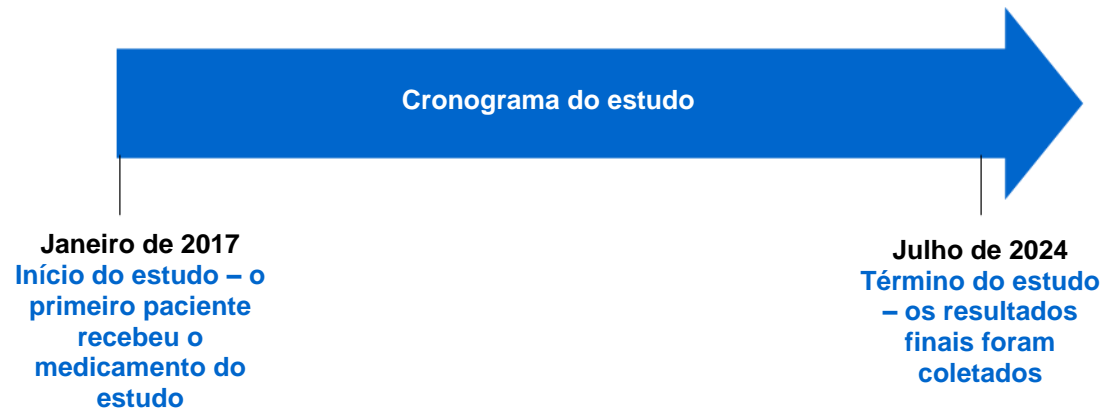 Cronograma do estudo
Janeiro de 2017
Início do estudo – o
primeiro paciente
recebeu o
medicamento do
estudo
Julho de 2024
Término do estudo
– os resultados
finais foram
coletados